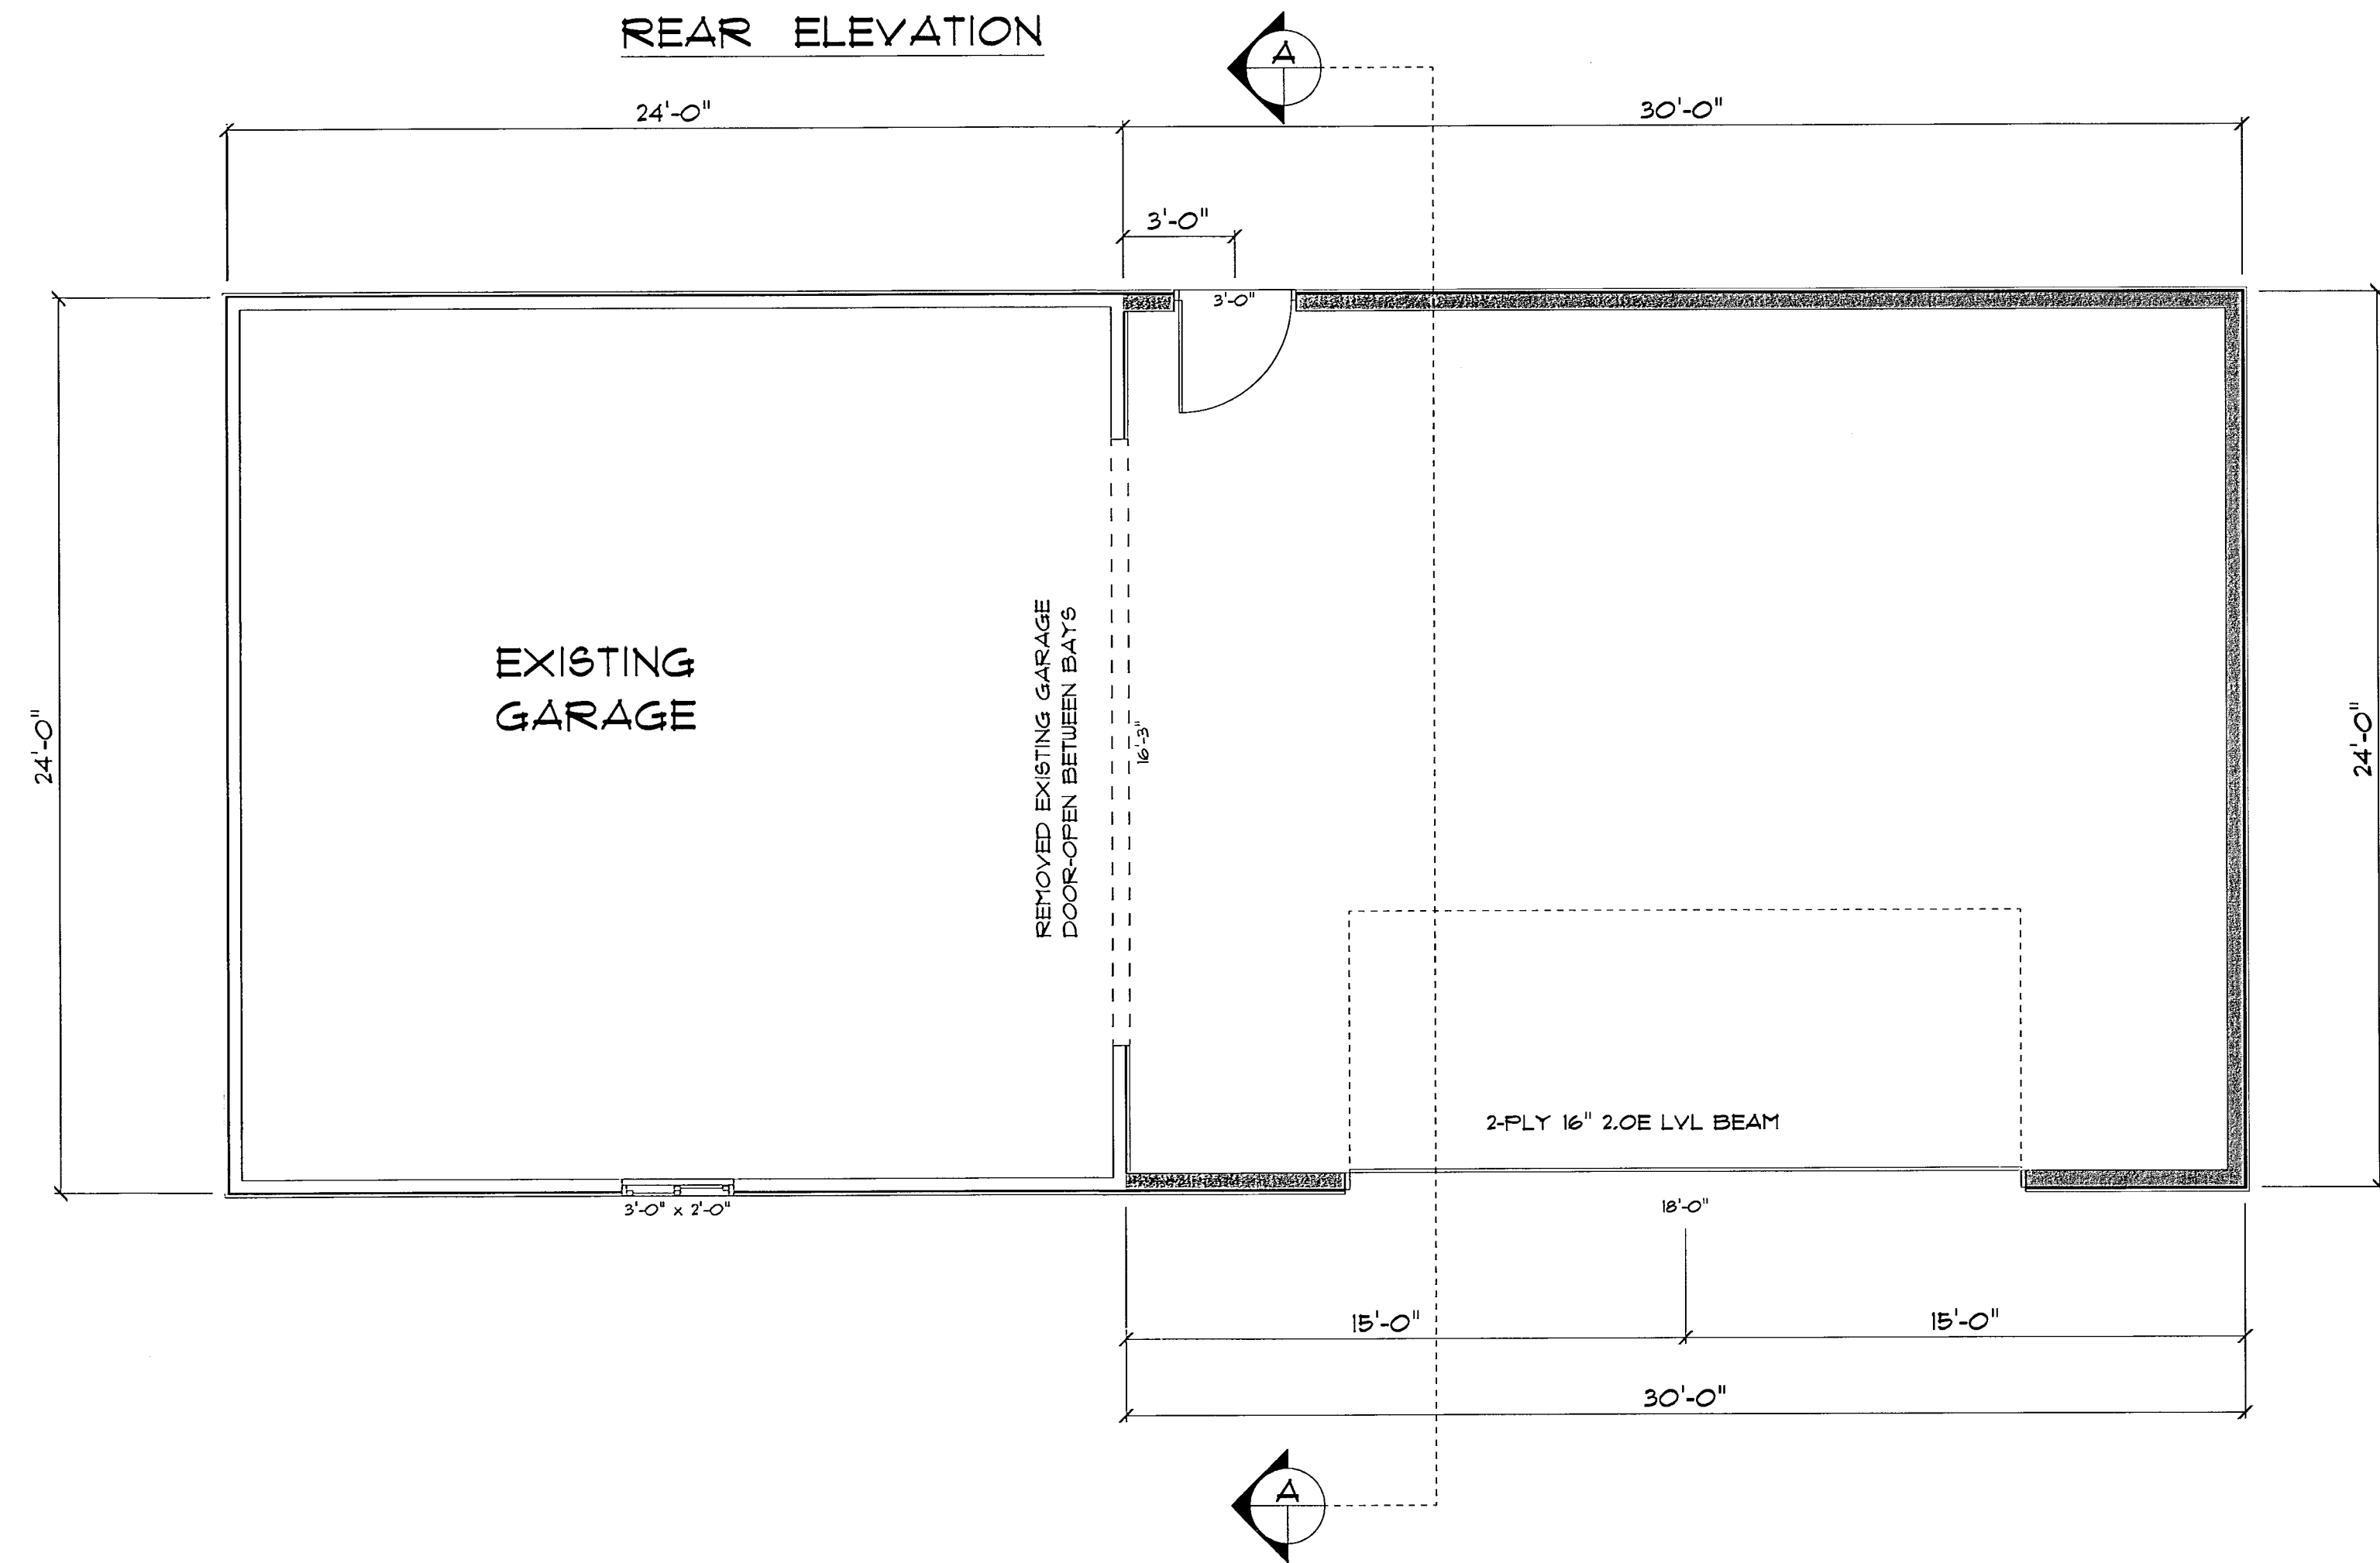 REAR ELEVATION
A
24'-0"
30'-0"
3'-0"
3'-0"
EXISTING
GARAGE
REMOVED EXISTING GARAGE
DOOR-OPEN BETWEEN BAYS
16'-3"
24'-0"
24'-0"
2-PLY 16" 2.0E LVL BEAM
3'-0" x 2'-0"
18'-0"
15'-0"
15'-0"
30'-0"
A